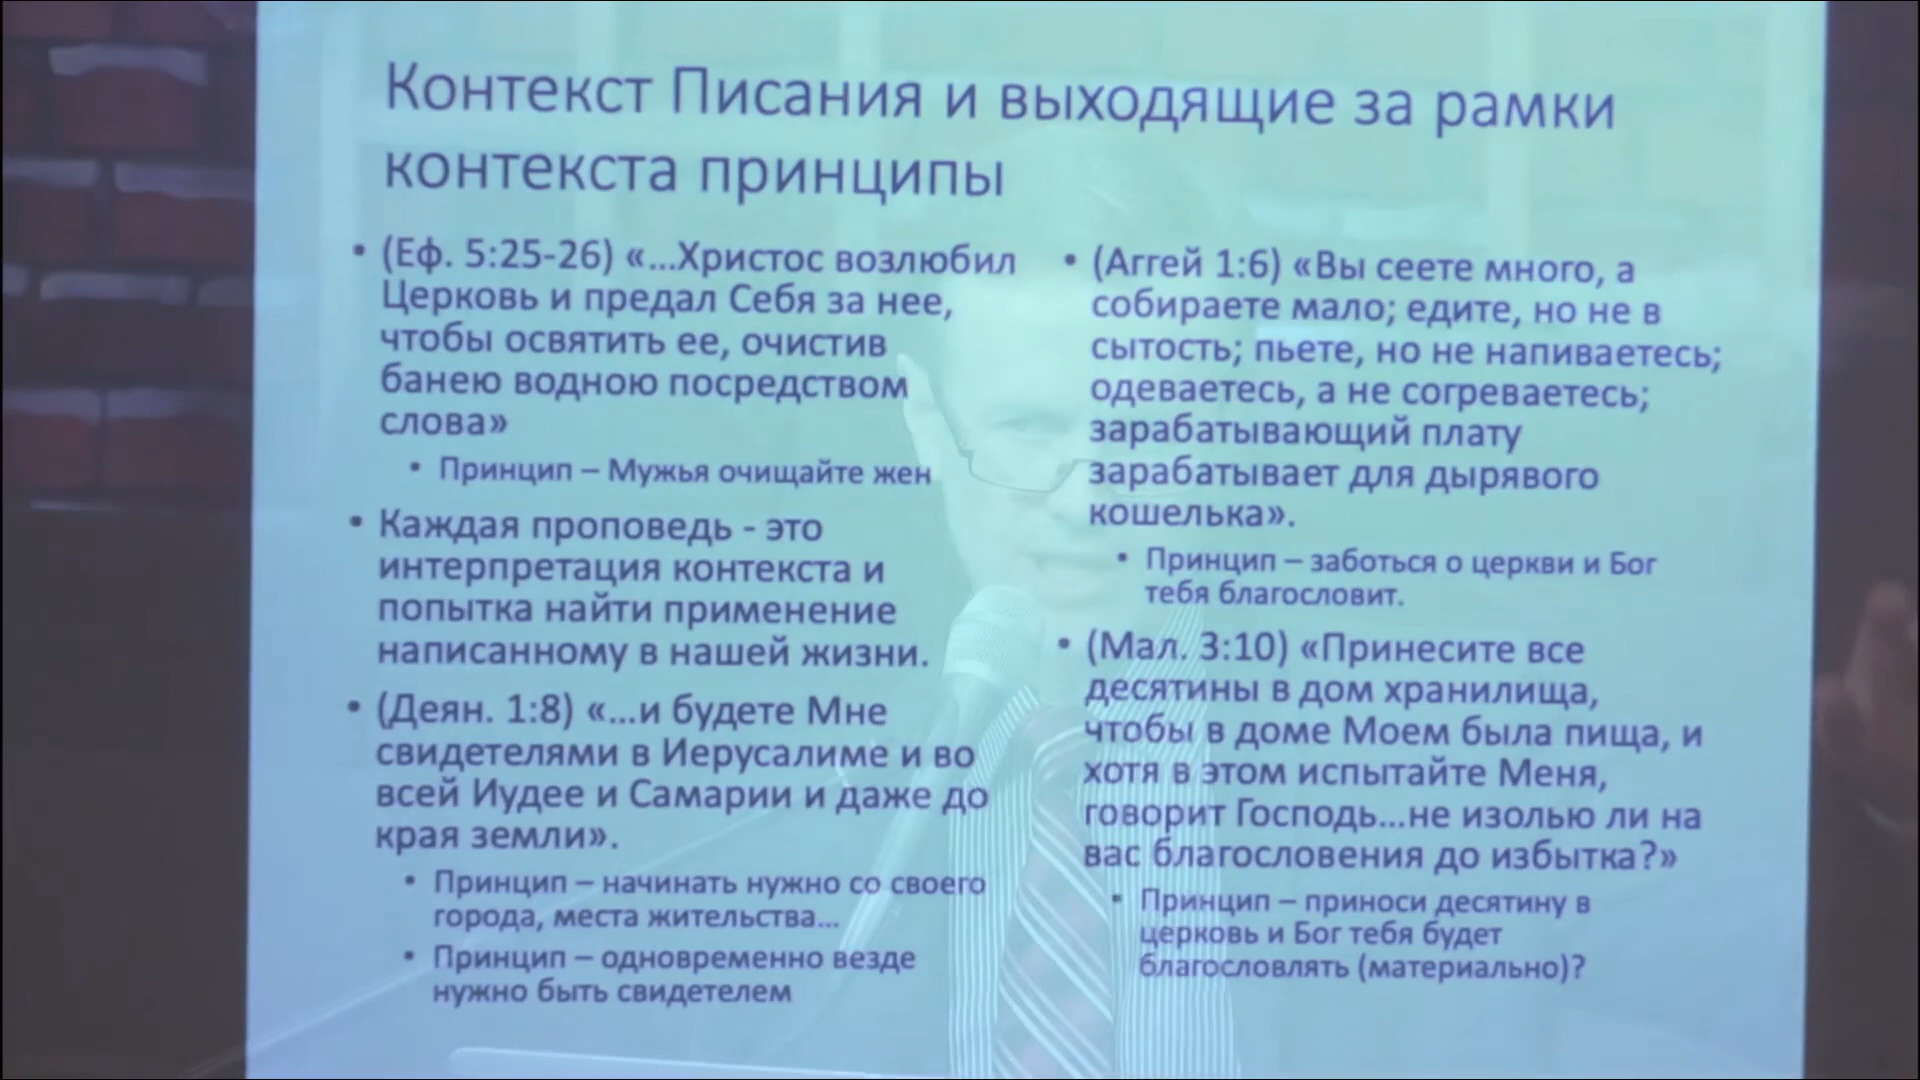 Контекст Писания и выходящие за рамки
контекста принципы
• (Еф. 5:25-26) «...Христос возлюбил
Церковь и предал Себя за нее,
чтобы освятить ее, очистив
банею водною посредством
слова»
• Принцип – Мужья очищайте жен
• Каждая проповедь - это
интерпретация контекста и
попытка найти применение
написанному в нашей жизни.
• (Деян. 1:8) «...и будете Мне
свидетелями в Иерусалиме и во
всей Иудее и Самарии и даже до
края земли».
• Принцип – начинать нужно со своего
города, места жительства...
• Принцип – одновременно везде
нужно быть свидетелем
• (Аггей 1:6) «Вы сеете много, а
собираете мало; едите, но не в
сытость; пьете, но не напиваетесь;
одеваетесь, а не согреваетесь;
зарабатывающий плату
зарабатывает для дырявого
кошелька».
• Принцип – заботься о церкви и Бог
тебя благословит.
• (Мал. 3:10) «Принесите все
десятины в дом хранилища,
чтобы в доме Моем была пища, и
хотя в этом испытайте Меня,
говорит Господь...не изолью ли на
вас благословения до избытка?»
• Принцип – приноси десятину в
церковь и Бог тебя будет
благословлять (материально)?